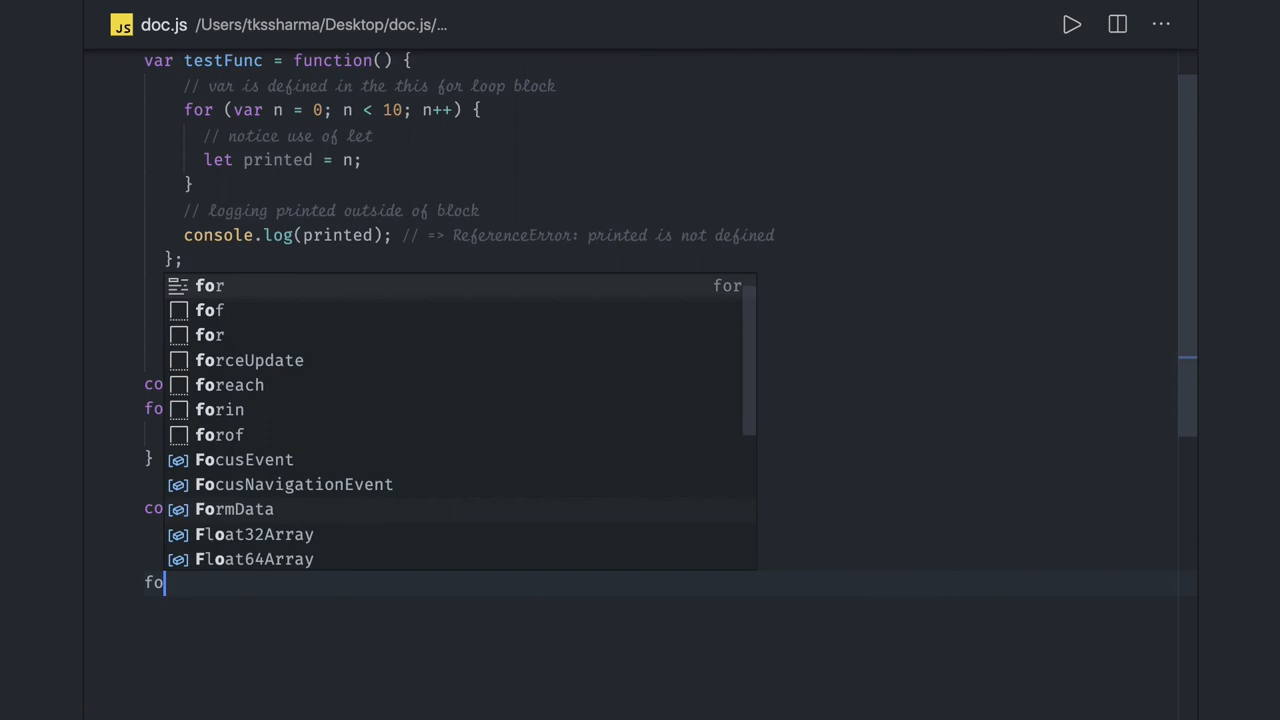 JS doc.js /Users/tkssharma/Desktop/doc.js/... ...
var testFunc = function() {
// var is defined in the this for loop block
for (var n = 0; n < 10; n++) {
// notice use of let
let printed = n;
}
// logging printed outside of block
console.log(printed); // => ReferenceError: printed is not defined
};
for for
fof
for
forceUpdate
co foreach
fo forin
forof
} FocusEvent
FocusNavigationEvent
co FormData
Float32Array
Float64Array
fo